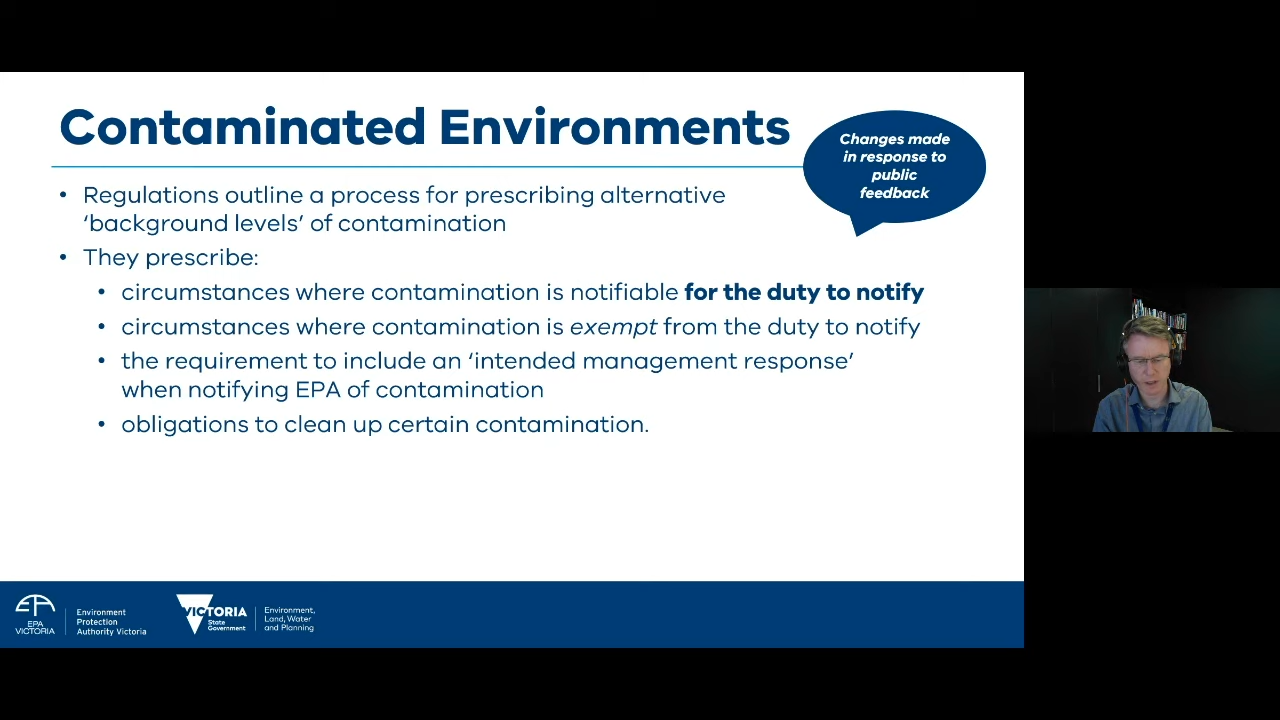 Contaminated Environments
Changes made
in response to
public
feedback
• Regulations outline a process for prescribing alternative
‘background levels’ of contamination
• They prescribe:
• circumstances where contamination is notifiable for the duty to notify
• circumstances where contamination is exempt from the duty to notify
• the requirement to include an ‘intended management response’
when notifying EPA of contamination
• obligations to clean up certain contamination.
EPA
VICTORIA
Environment
Protection
Authority Victoria
VICTORIA
State
Government
Environment,
Land, Water
and Planning